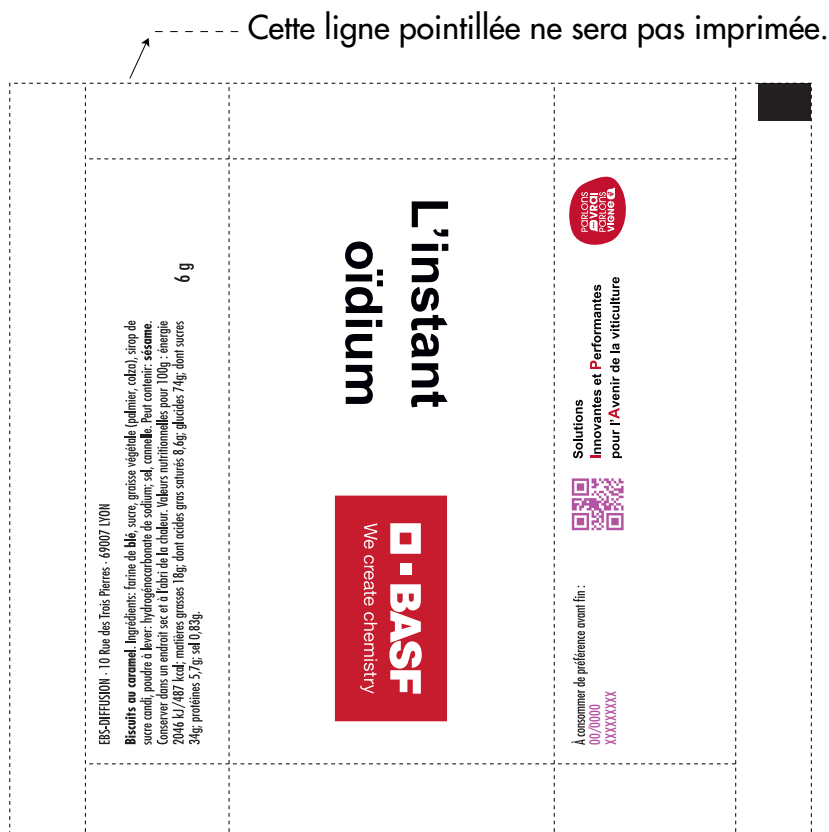 Cette ligne pointillée ne sera pas imprimée.
EBS-DIFFUSION · 10 Rue des Trois Pierres · 69007 LYON
Biscuits au caramel. Ingrédients: farine de blé, sucre, graisse végétale (palmier, colza), sirop de
sucre candi, poudre à lever: hydrogénocarbonate de sodium; sel, cannelle. Peut contenir: sésame.
Conserver dans un endroit sec et à l'abri de la chaleur. Valeurs nutritionnelles pour 100g : énergie
2046 kJ/487 kcal; matières grasses 18g; dont acides gras saturés 8,6g; glucides 74g; dont sucres
34g; protéines 5,7g; sel 0,83g.
6 g
L'instant
oïdium
BASF
We create chemistry
PARLONS
VRAI
PARLONS
VIGNE
Solutions
Innovantes et Performantes
pour l'Avenir de la viticulture
À consommer de préférence avant fin :
00/0000
XXXXXXXXX